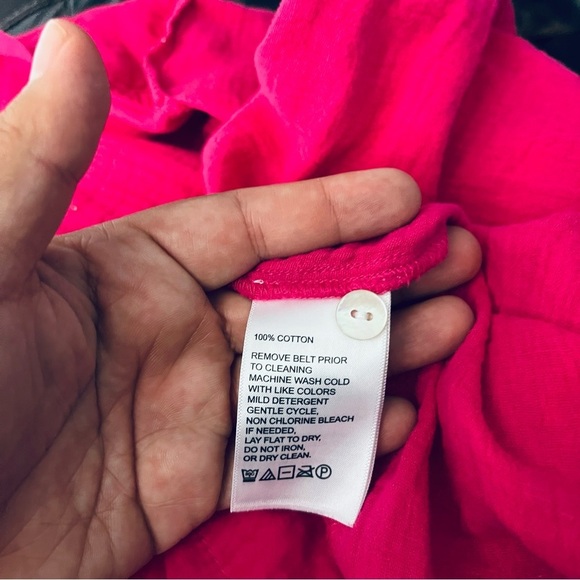 100% COTTON
REMOVE BELT PRIOR
TO CLEANING
MACHINE WASH COLD
WITH LIKE COLORS
MILD DETERGENT
GENTLE CYCLE,
NON CHLORINE BLEACH
IF NEEDED,
LAY FLAT TO DRY,
DO NOT IRON,
OR DRY CLEAN.
P